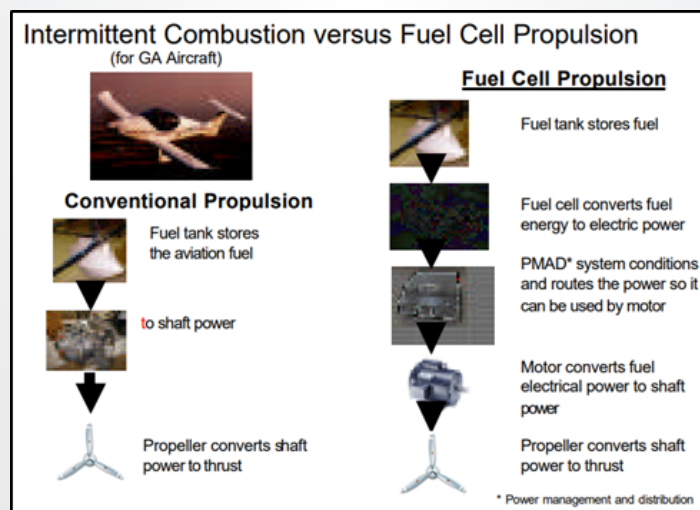 Intermittent Combustion versus Fuel Cell Propulsion
(for GA Aircraft)
Conventional Propulsion
Fuel tank stores
the aviation fuel
to shaft power
Propeller converts shaft
power to thrust
Fuel Cell Propulsion
Fuel tank stores fuel
Fuel cell converts fuel
energy to electric power
PMAD* system conditions
and routes the power so it
can be used by motor
Motor converts fuel
electrical power to shaft
power
Propeller converts shaft
power to thrust
* Power management and distribution